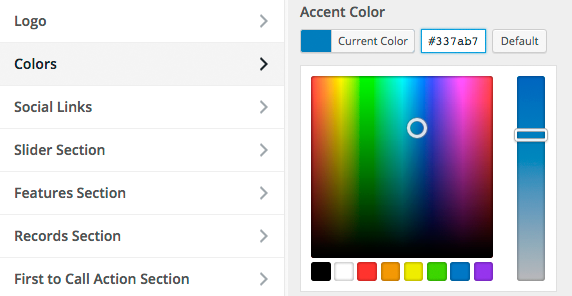 Logo
Colors
Social Links
Slider Section
Features Section
Records Section
First to Call Action Section
Accent Color
Current Color
#337ab7
Default